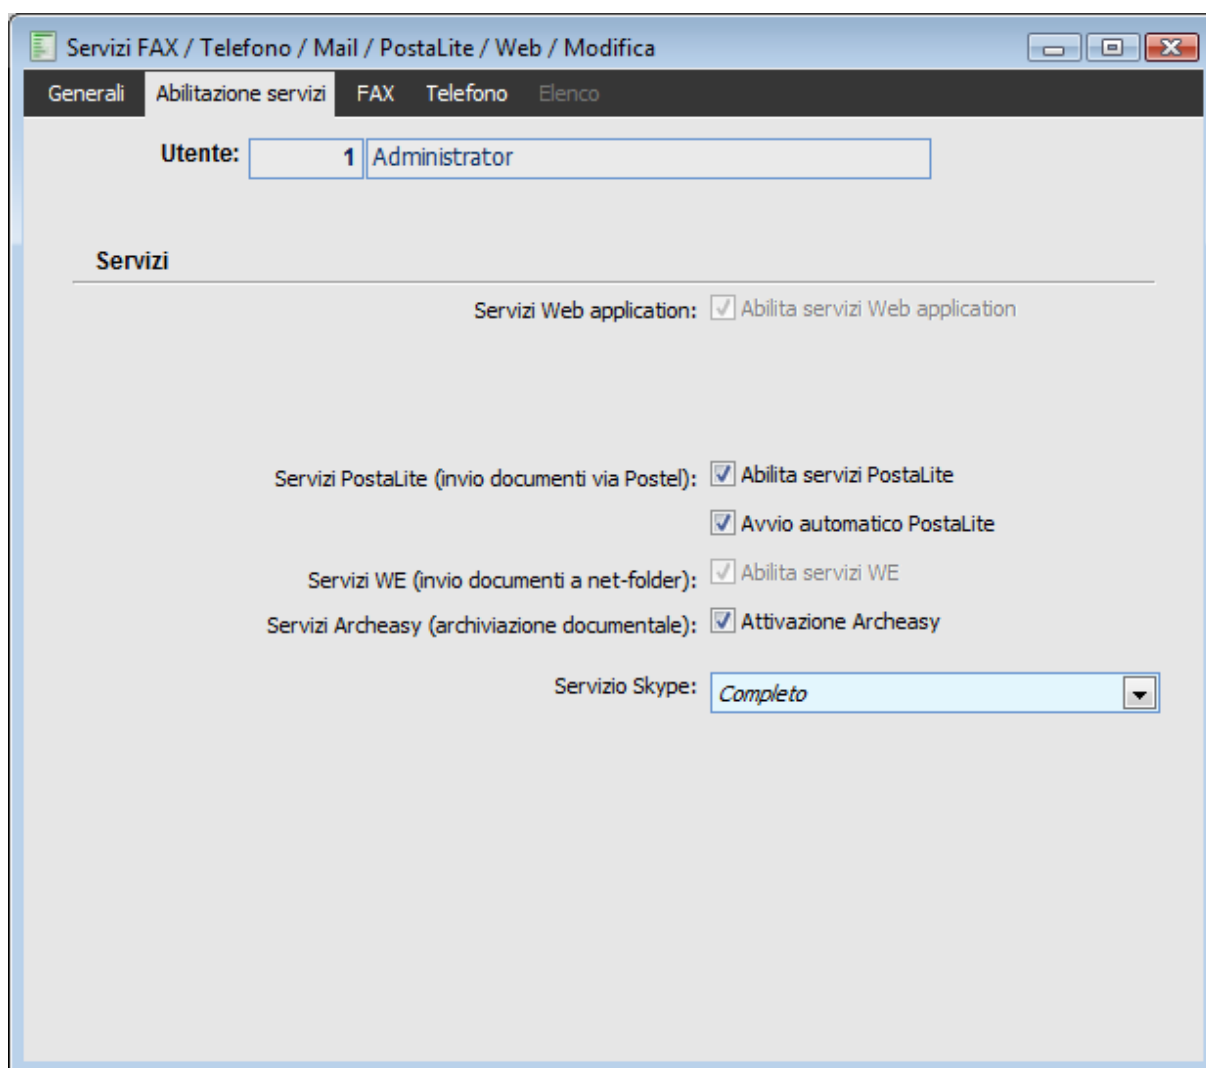 Servizi FAX / Telefono / Mail / PostaLite / Web / Modifica
Generali Abilitazione servizi FAX Telefono Elenco
Utente: 1 Administrator
Servizi
Servizi Web application: Abilita servizi Web application
Servizi PostaLite (invio documenti via Postel): Abilita servizi PostaLite
Avvio automatico PostaLite
Servizi WE (invio documenti a net-folder): Abilita servizi WE
Servizi Archeasy (archiviazione documentale): Attivazione Archeasy
Servizio Skype: Completo